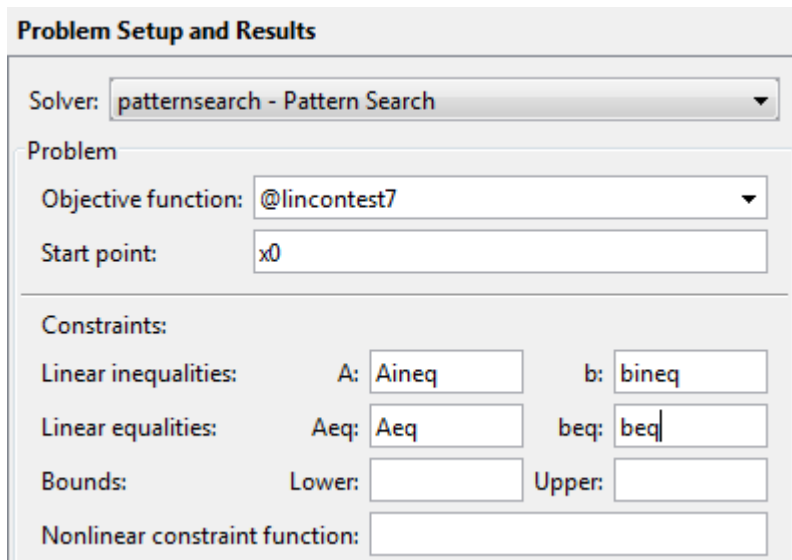 Problem Setup and Results
Solver: patternsearch - Pattern Search
Problem
Objective function: @lincontest7
Start point: x0
Constraints:
Linear inequalities: A: Aineq b: bineq
Linear equalities: Aeq: Aeq beq: beq
Bounds: Lower: Upper:
Nonlinear constraint function: